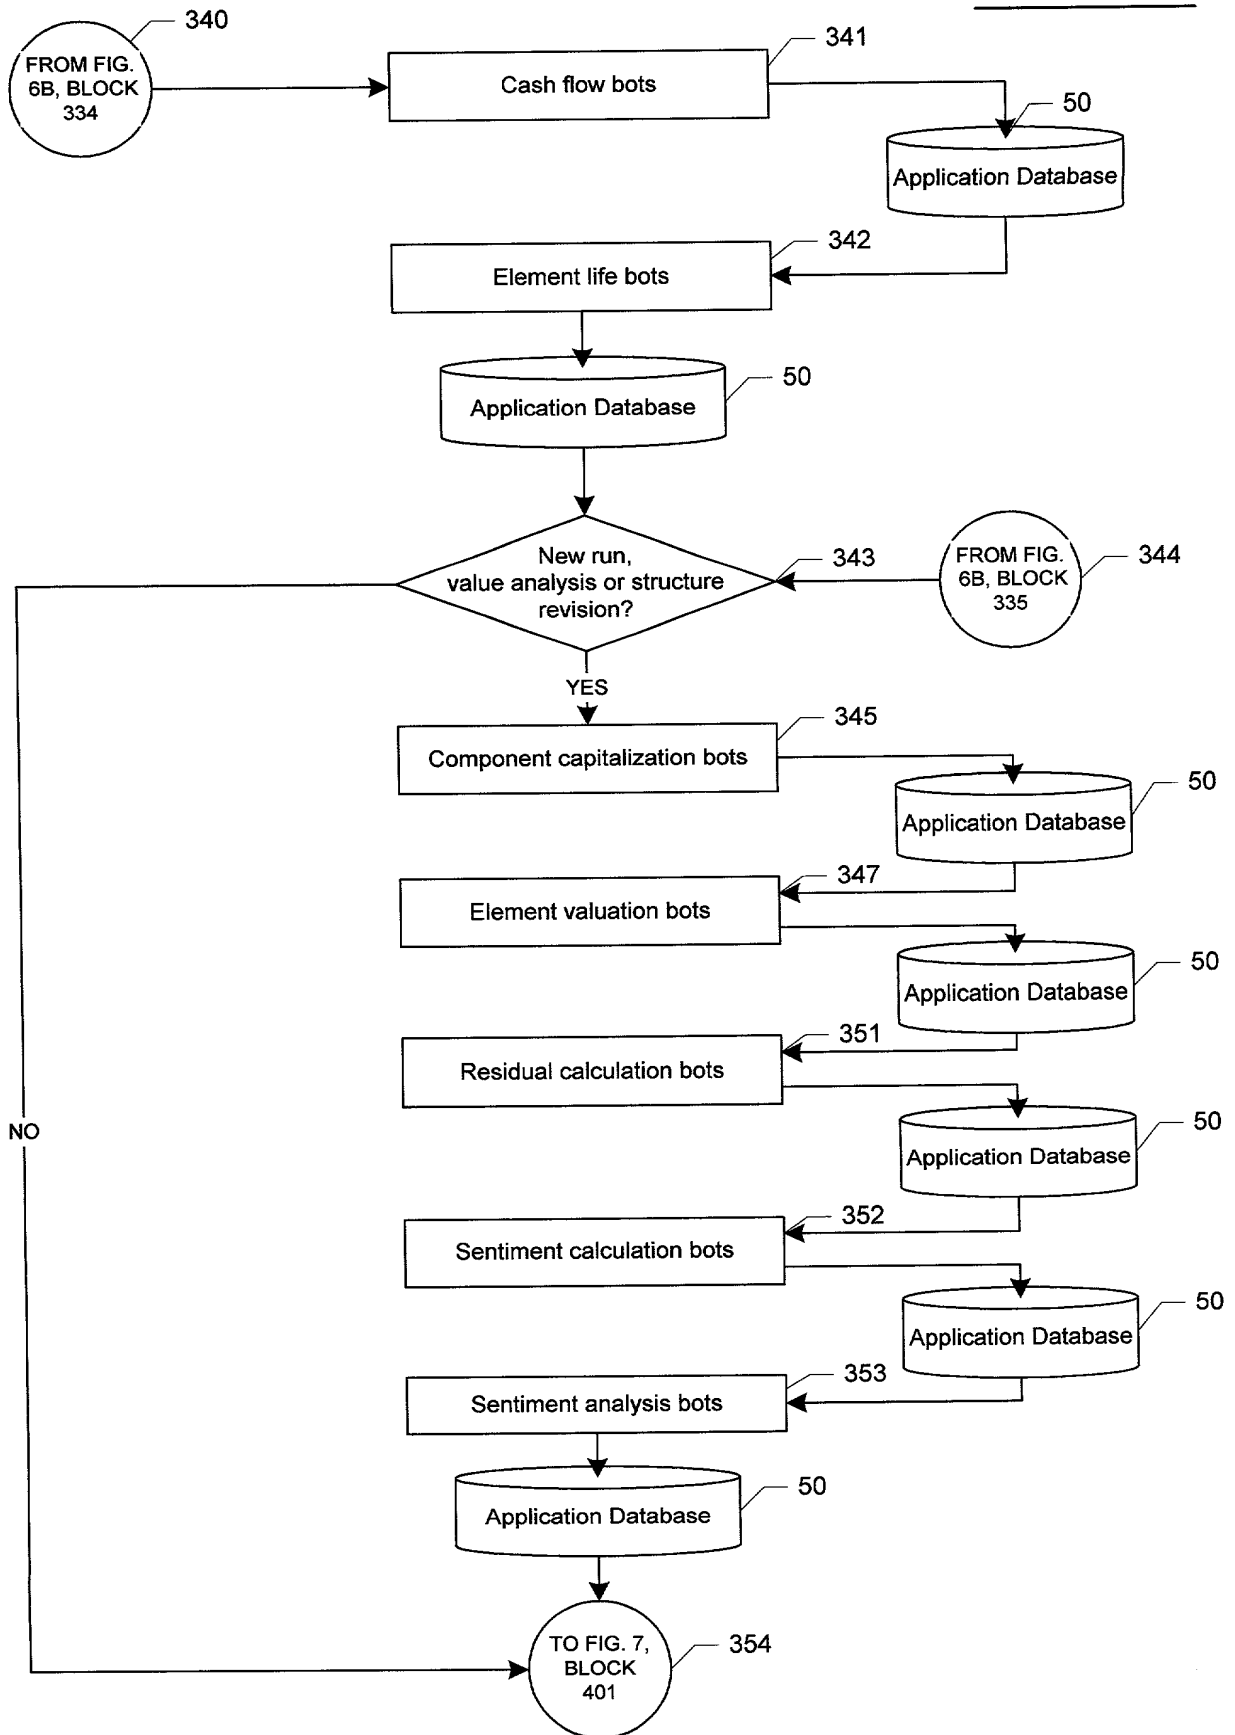 340
FROM FIG.
6B, BLOCK
334
341
Cash flow bots
50
Application Database
342
Element life bots
50
Application Database
New run,
value analysis or structure
revision?
343
FROM FIG.
6B, BLOCK
335
344
YES
345
Component capitalization bots
50
Application Database
347
Element valuation bots
50
Application Database
351
Residual calculation bots
NO
50
Application Database
352
Sentiment calculation bots
50
Application Database
353
Sentiment analysis bots
50
Application Database
TO FIG. 7,
BLOCK
401
354